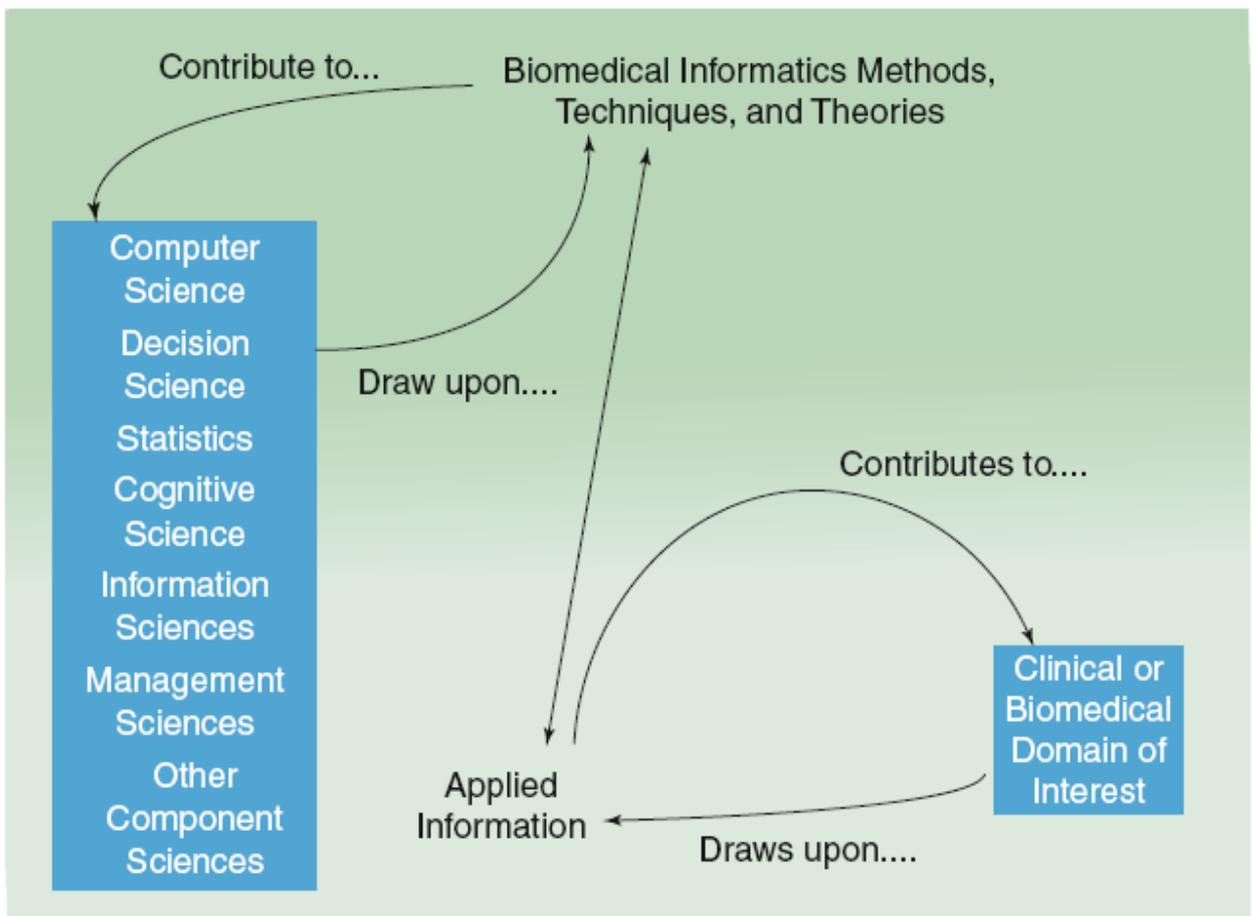 Contribute to...
Biomedical Informatics Methods,
Techniques, and Theories
Computer
Science
Decision
Science
Statistics
Cognitive
Science
Information
Sciences
Management
Sciences
Other
Component
Sciences
Draw upon....
Contributes to....
Clinical or
Biomedical
Domain of
Interest
Applied
Information
Draws upon....